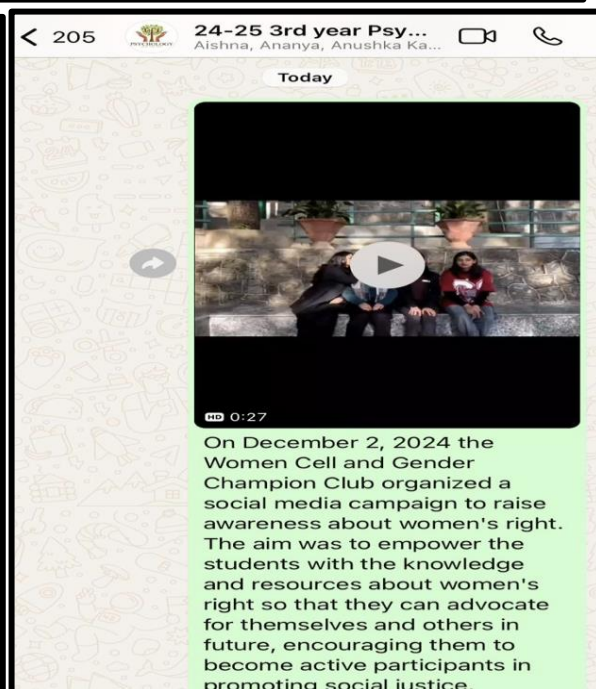 205
PSYCHOLOGY
24-25 3rd year Psy...
Aishna, Ananya, Anushka Ka...
Today
HD 0:27
On December 2, 2024 the
Women Cell and Gender
Champion Club organized a
social media campaign to raise
awareness about women's right.
The aim was to empower the
students with the knowledge
and resources about women's
right so that they can advocate
for themselves and others in
future, encouraging them to
become active participants in
promoting social justice.